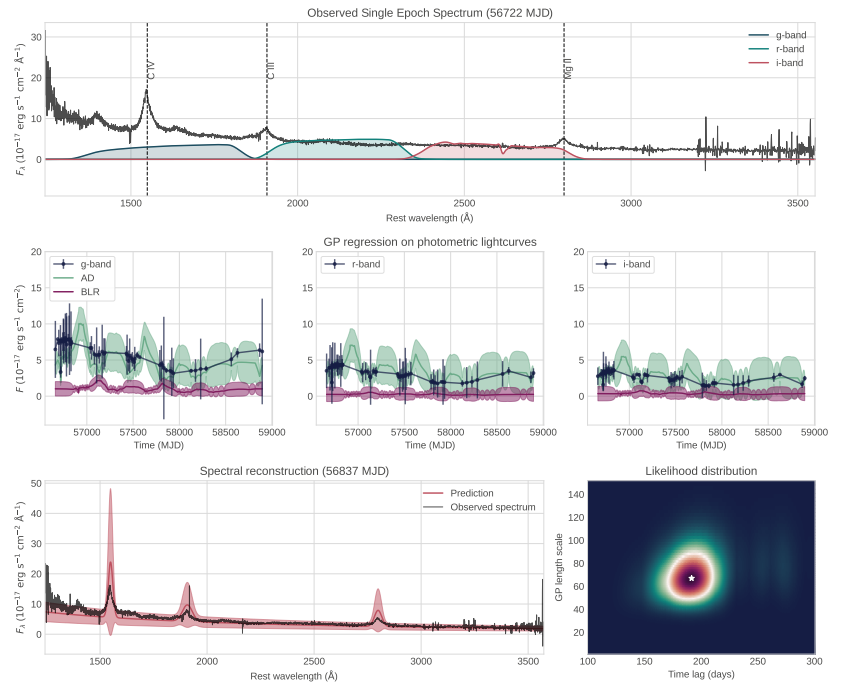 Observed Single Epoch Spectrum (56722 MJD)
F_λ (10⁻¹⁷ erg s⁻¹ cm⁻² Å⁻¹)
30
20
10
0
C IV
C III
Mg II
g-band
r-band
i-band
1500
2000
2500
3000
3500
Rest wavelength (Å)
GP regression on photometric lightcurves
F (10⁻¹⁷ erg s⁻¹ cm⁻²)
20
15
10
5
0
g-band
AD
BLR
57000
57500
58000
58500
59000
Time (MJD)
20
15
10
5
0
r-band
57000
57500
58000
58500
59000
Time (MJD)
20
15
10
5
0
i-band
57000
57500
58000
58500
59000
Time (MJD)
Spectral reconstruction (56837 MJD)
F_λ (10⁻¹⁷ erg s⁻¹ cm⁻² Å⁻¹)
50
40
30
20
10
0
Prediction
Observed spectrum
1500
2000
2500
3000
3500
Rest wavelength (Å)
Likelihood distribution
GP length scale
140
120
100
80
60
40
20
100
150
200
250
300
Time lag (days)